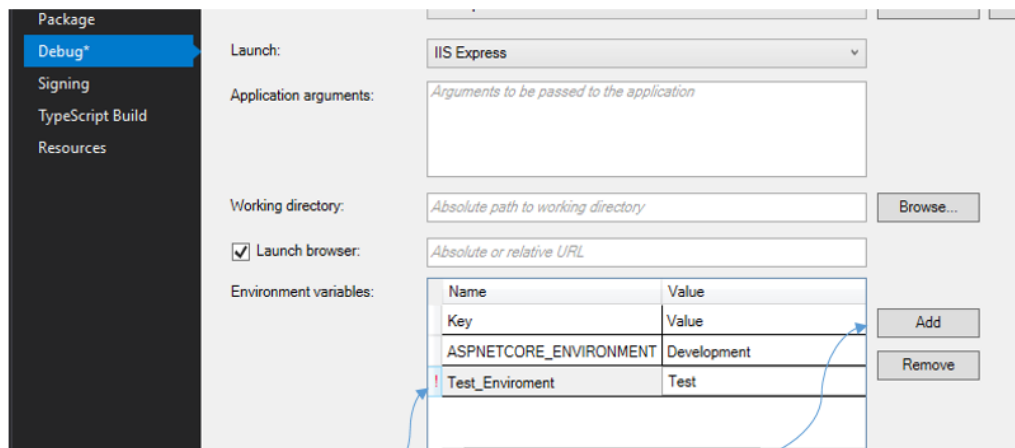 Package
Debug*
Signing
TypeScript Build
Resources
Launch:
IIS Express
Application arguments:
Arguments to be passed to the application
Working directory:
Absolute path to working directory
Browse...
Launch browser:
Absolute or relative URL
Environment variables:
Name Value
Key Value
ASPNETCORE_ENVIRONMENT Development
! Test_Enviroment Test
Add
Remove